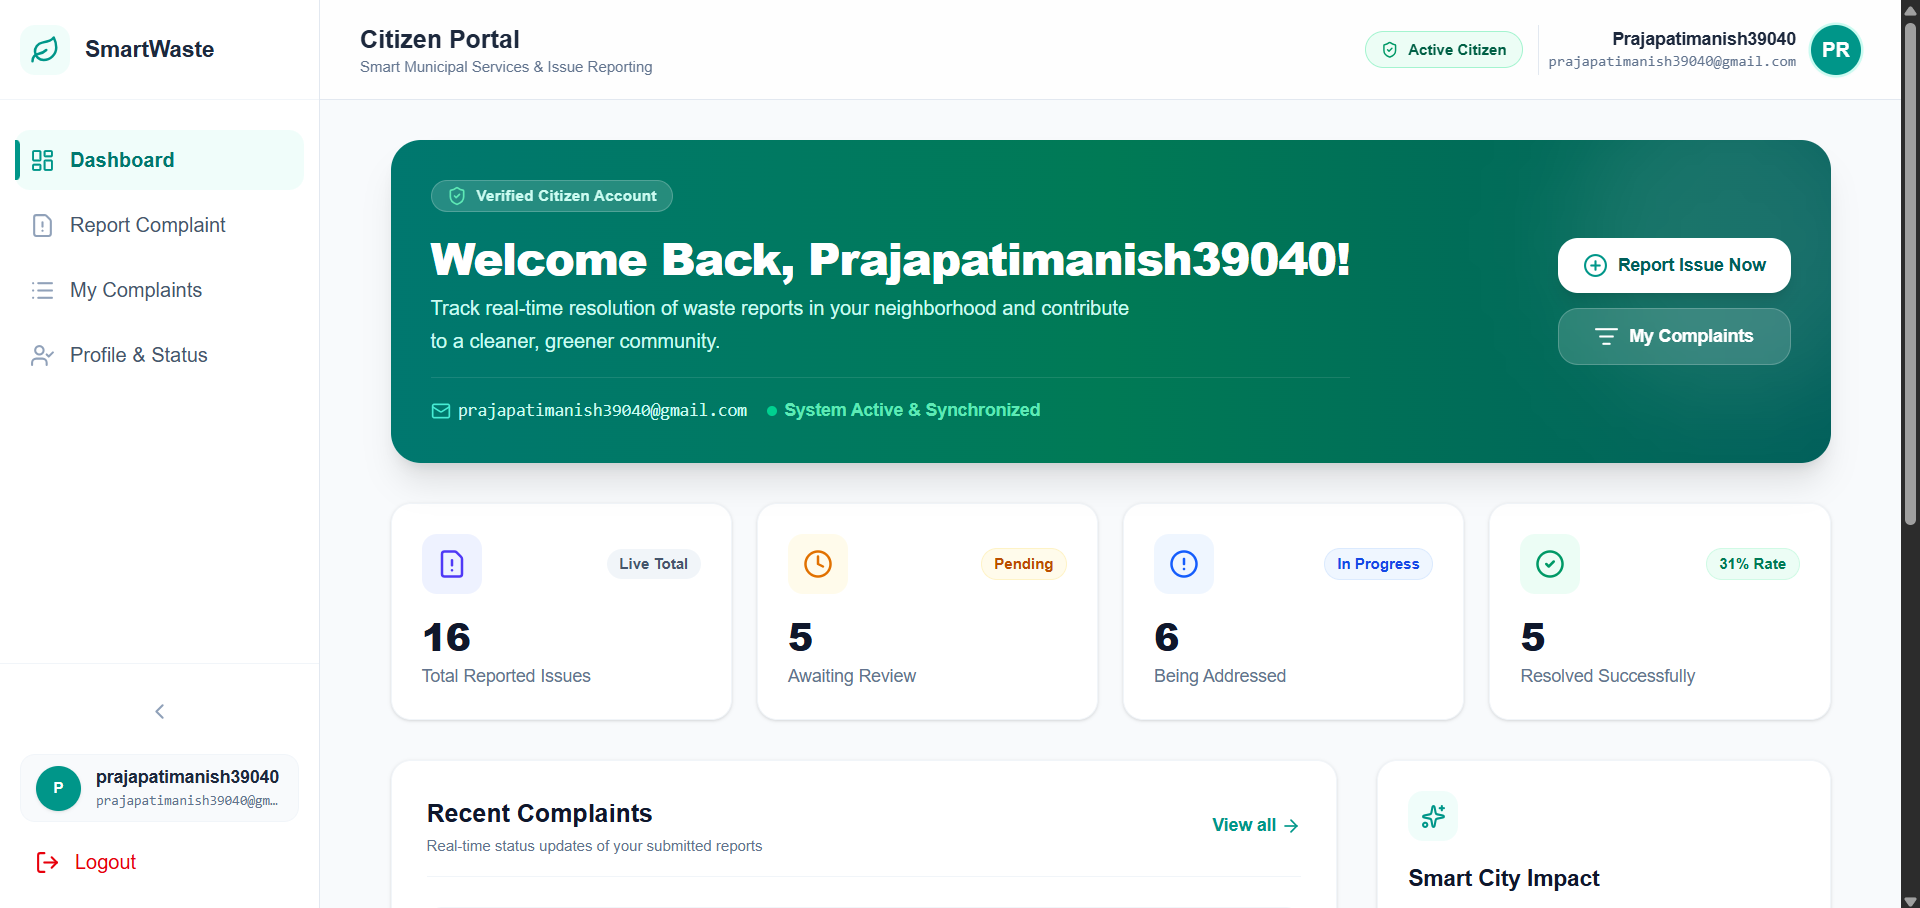 SmartWaste
Dashboard
Report Complaint
My Complaints
Profile & Status
P
prajapatimanish39040
prajapatimanish39040@gm...
Logout
Citizen Portal
Smart Municipal Services & Issue Reporting
Active Citizen
Prajapatimanish39040
prajapatimanish39040@gmail.com
PR
Verified Citizen Account
Welcome Back, Prajapatimanish39040!
Track real-time resolution of waste reports in your neighborhood and contribute
to a cleaner, greener community.
prajapatimanish39040@gmail.com
System Active & Synchronized
Report Issue Now
My Complaints
Live Total
16
Total Reported Issues
Pending
5
Awaiting Review
In Progress
6
Being Addressed
31% Rate
5
Resolved Successfully
Recent Complaints
Real-time status updates of your submitted reports
View all
Smart City Impact